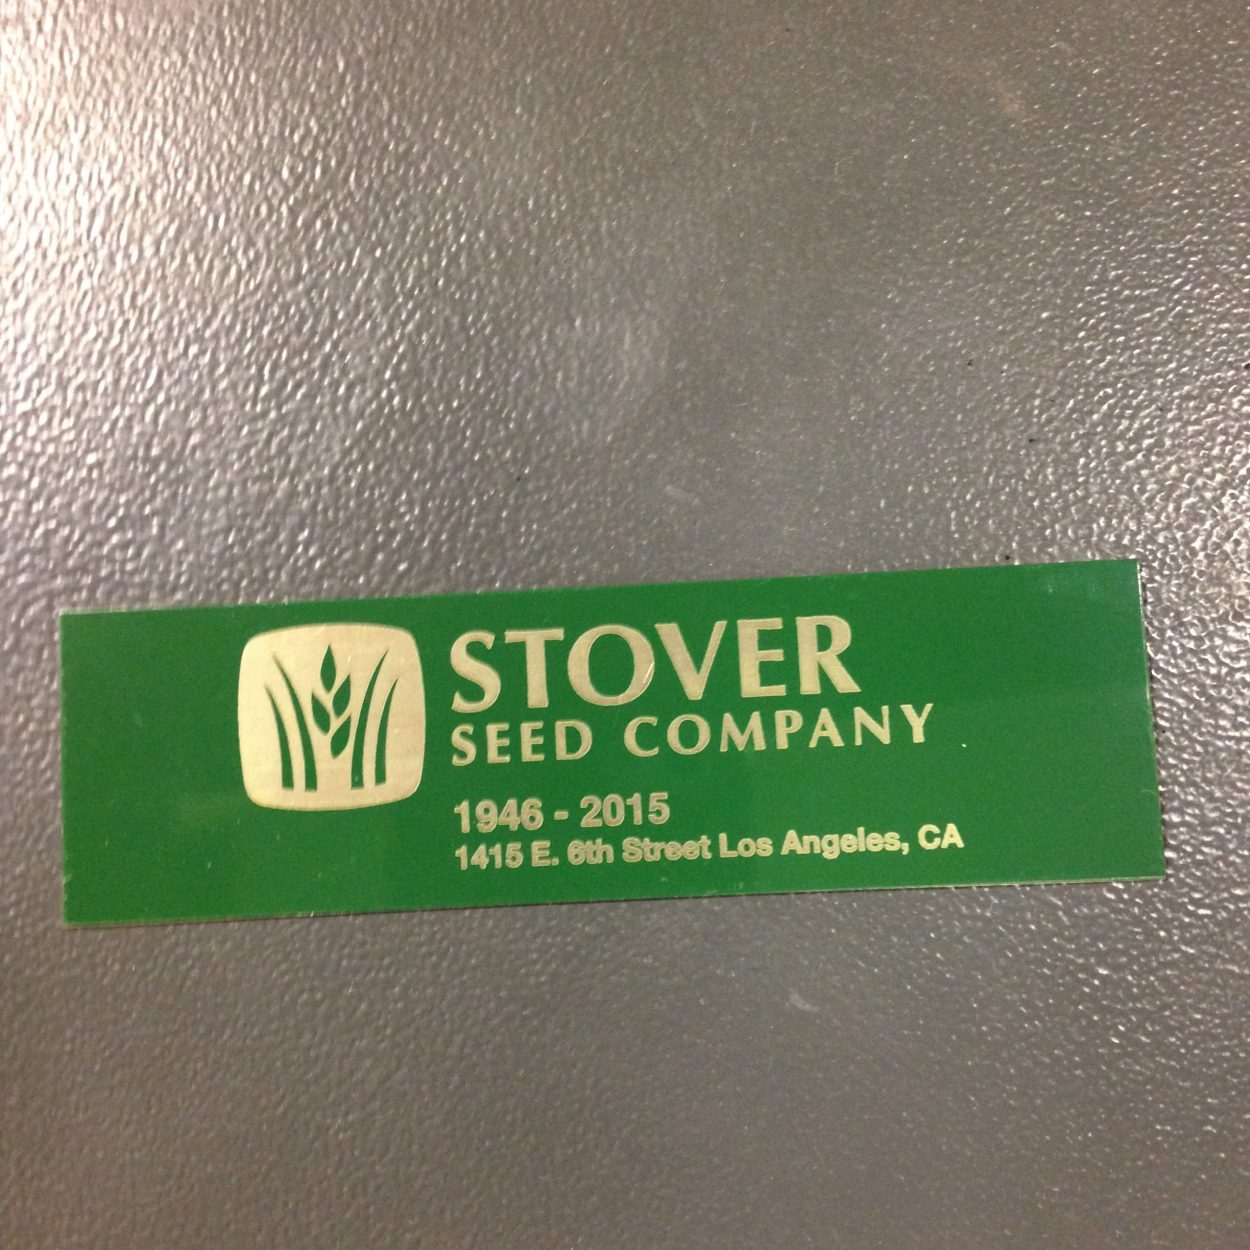 STOVER
SEED COMPANY
1946 - 2015
1415 E. 6th Street Los Angeles, CA